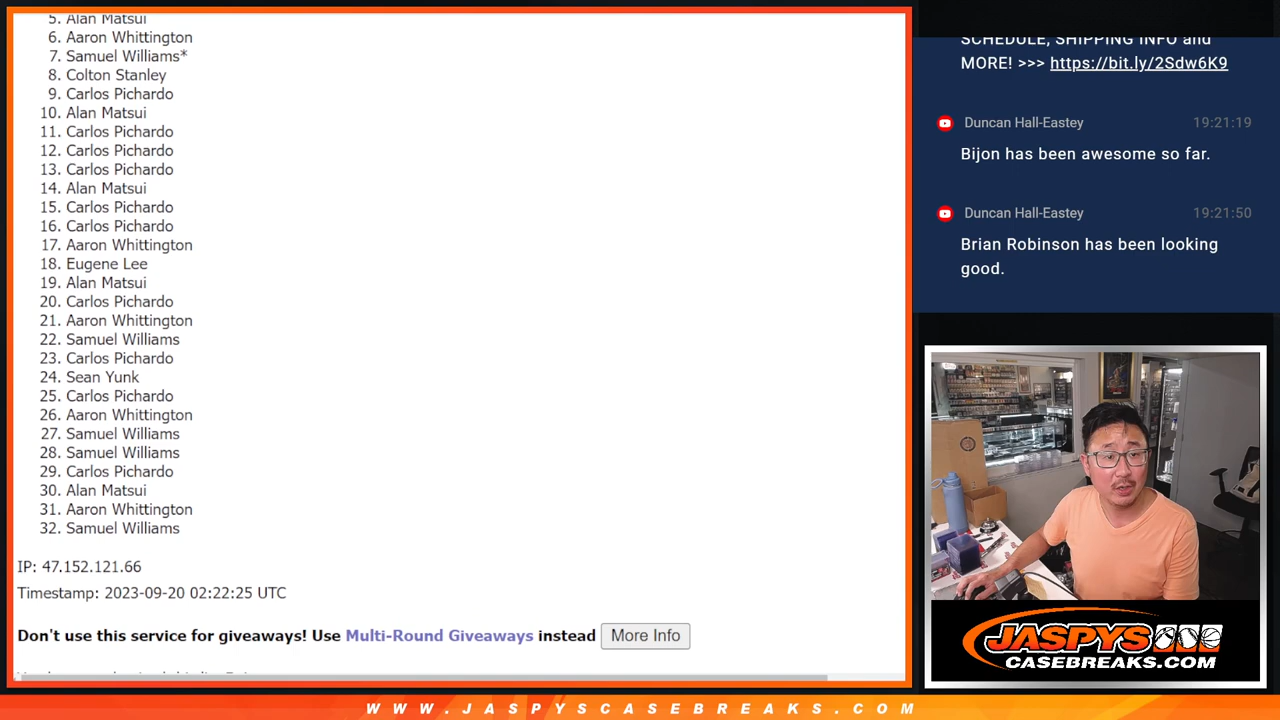 5. Alan Matsui
6. Aaron Whittington
7. Samuel Williams*
8. Colton Stanley
9. Carlos Pichardo
10. Alan Matsui
11. Carlos Pichardo
12. Carlos Pichardo
13. Carlos Pichardo
14. Alan Matsui
15. Carlos Pichardo
16. Carlos Pichardo
17. Aaron Whittington
18. Eugene Lee
19. Alan Matsui
20. Carlos Pichardo
21. Aaron Whittington
22. Samuel Williams
23. Carlos Pichardo
24. Sean Yunk
25. Carlos Pichardo
26. Aaron Whittington
27. Samuel Williams
28. Samuel Williams
29. Carlos Pichardo
30. Alan Matsui
31. Aaron Whittington
32. Samuel Williams
IP: 47.152.121.66
Timestamp: 2023-09-20 02:22:25 UTC
Don't use this service for giveaways! Use Multi-Round Giveaways instead More Info
SCHEDULE, SHIPPING INFO and
MORE! >>> https://bit.ly/2Sdw6K9
Duncan Hall-Eastey 19:21:19
Bijon has been awesome so far.
Duncan Hall-Eastey 19:21:50
Brian Robinson has been looking
good.
JASPYS
CASEBREAKS.COM
WWW.JASPYSCASEBREAKS.COM